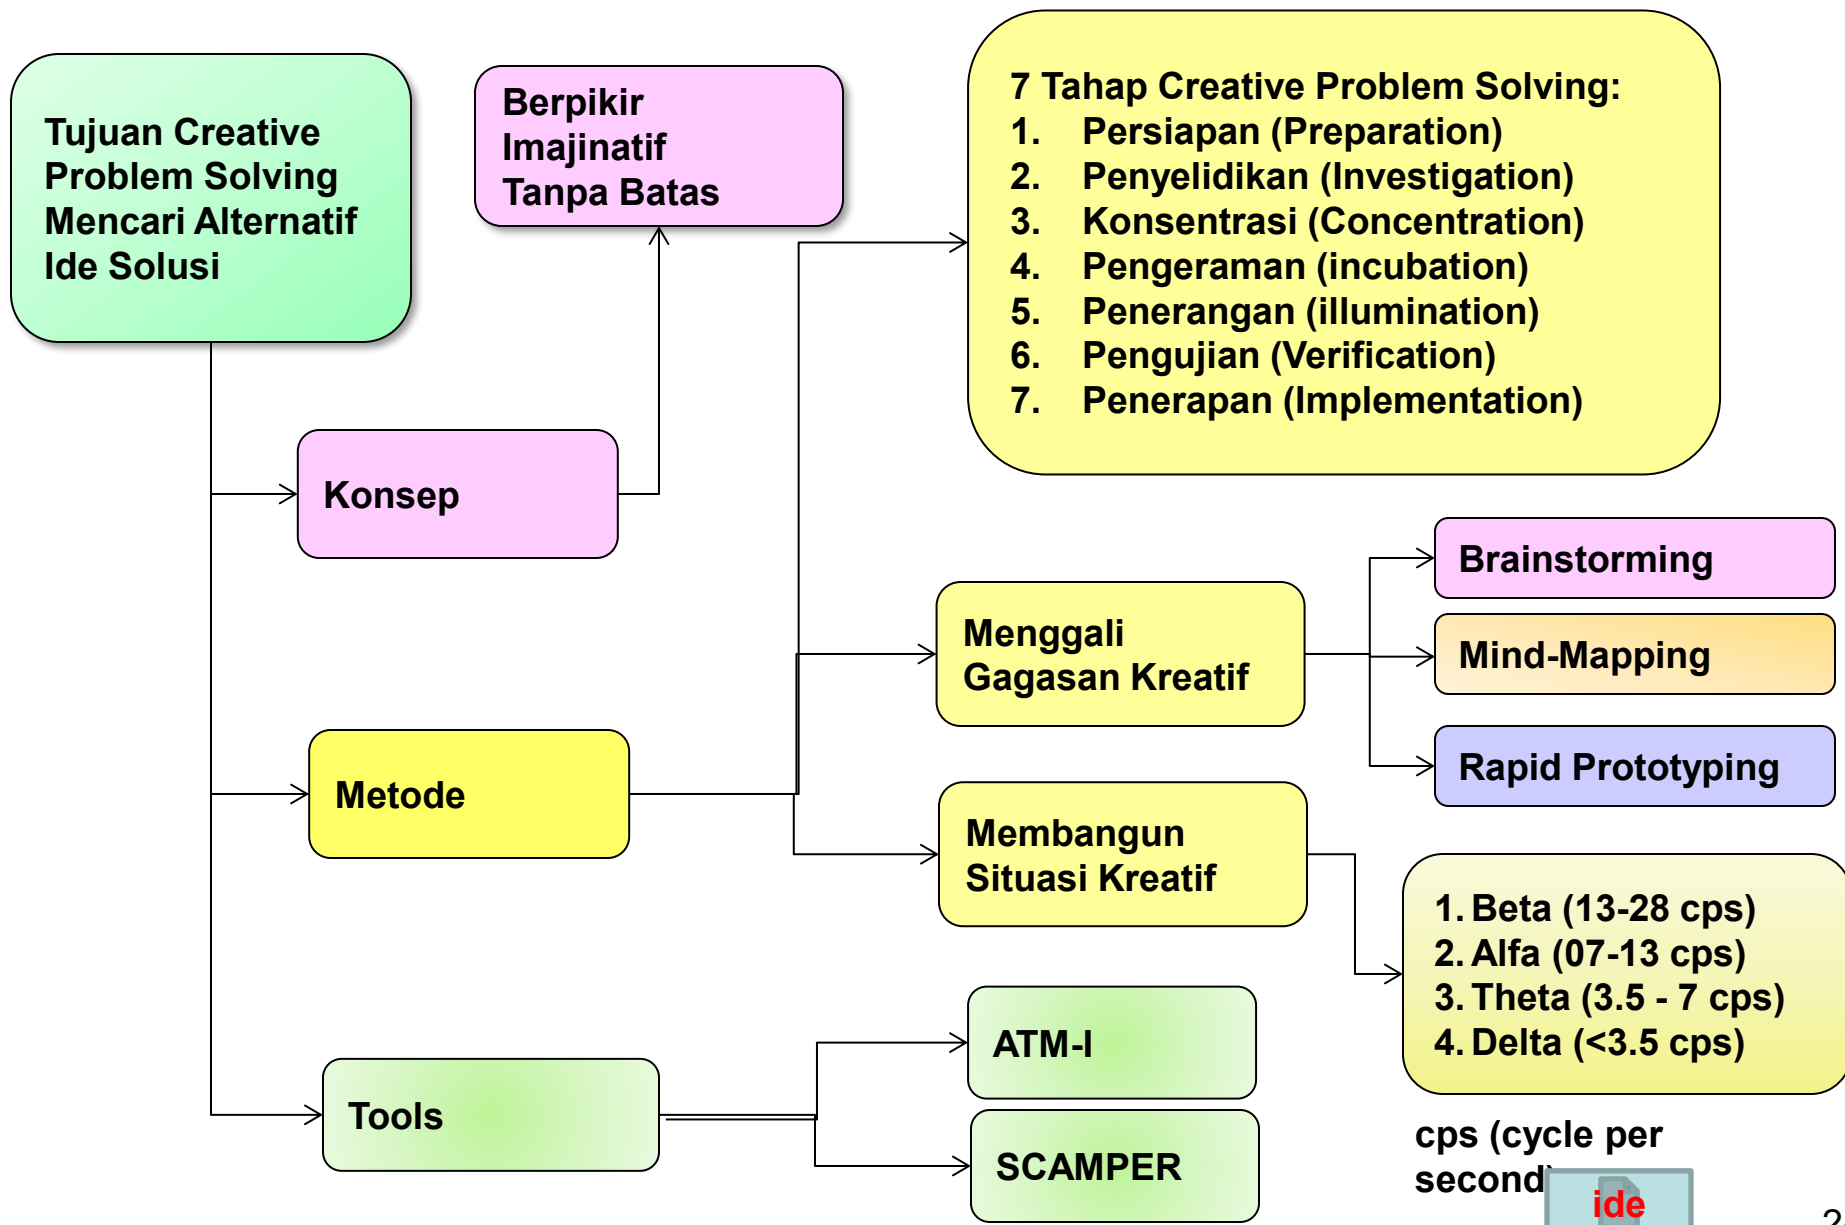 Tujuan Creative
Problem Solving
Mencari Alternatif
Ide Solusi
Berpikir
Imajinatif
Tanpa Batas
7 Tahap Creative Problem Solving:
1. Persiapan (Preparation)
2. Penyelidikan (Investigation)
3. Konsentrasi (Concentration)
4. Pengeraman (incubation)
5. Penerangan (illumination)
6. Pengujian (Verification)
7. Penerapan (Implementation)
Konsep
Metode
Tools
Menggali
Gagasan Kreatif
Membangun
Situasi Kreatif
Brainstorming
Mind-Mapping
Rapid Prototyping
1. Beta (13-28 cps)
2. Alfa (07-13 cps)
3. Theta (3.5 - 7 cps)
4. Delta (<3.5 cps)
ATM-I
SCAMPER
cps (cycle per
second)
ide
2